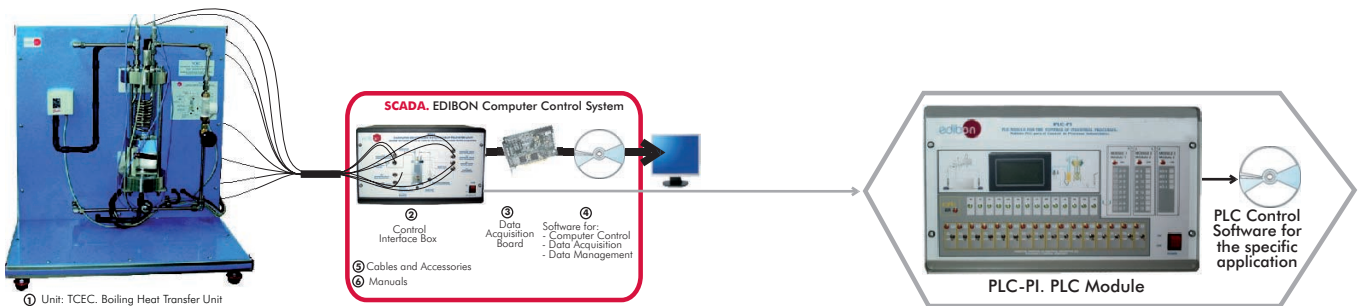 SCADA. EDIBON Computer Control System
② Control
Interface Box
③ Data
Acquisition
Board
④ Software for:
- Computer Control
- Data Acquisition
- Data Management
⑤ Cables and Accessories
⑥ Manuals
① Unit: TCEC. Boiling Heat Transfer Unit
edibon
PLC-PI
PLC-PI. PLC Module
PLC Control
Software for
the specific
application